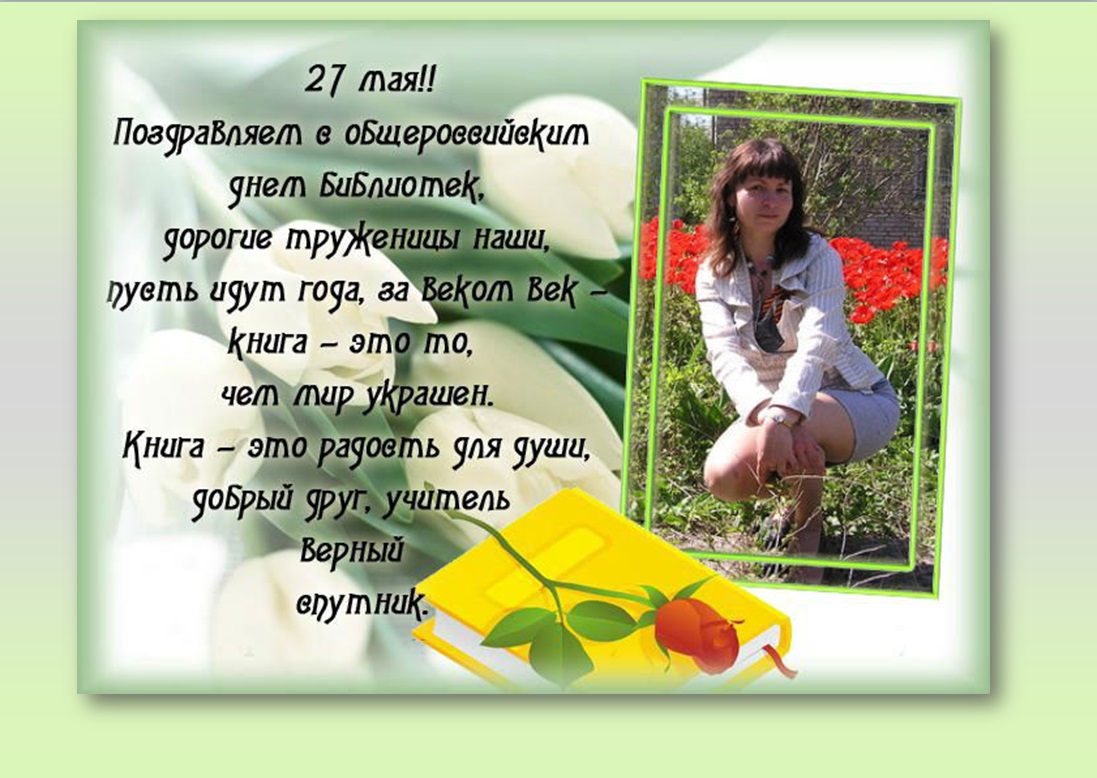 27 мая!!
Поздравляем с общероссийским
днем библиотек,
дорогие труженицы наши,
пусть идут года, за веком век –
книга – это то,
чем мир украшен.
Книга – это радость для души,
добрый друг, учитель
верный
спутник.